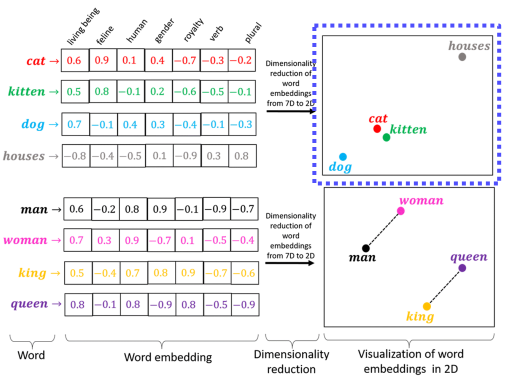 living being feline human gender royalty verb plural
cat → 0.6 0.9 0.1 0.4 −0.7 −0.3 −0.2
kitten → 0.5 0.8 −0.1 0.2 −0.6 −0.5 −0.1
dog → 0.7 −0.1 0.4 0.3 −0.4 −0.1 −0.3
houses → −0.8 −0.4 −0.5 0.1 −0.9 0.3 0.8
Dimensionality
reduction of
word
embeddings
from 7D to 2D
houses
cat
kitten
dog
man → 0.6 −0.2 0.8 0.9 −0.1 −0.9 −0.7
woman → 0.7 0.3 0.9 −0.7 0.1 −0.5 −0.4
king → 0.5 −0.4 0.7 0.8 0.9 −0.7 −0.6
queen → 0.8 −0.1 0.8 −0.9 0.8 −0.5 −0.9
Dimensionality
reduction of
word
embeddings
from 7D to 2D
woman
man
queen
king
Word
Word embedding
Dimensionality
reduction
Visualization of word
embeddings in 2D